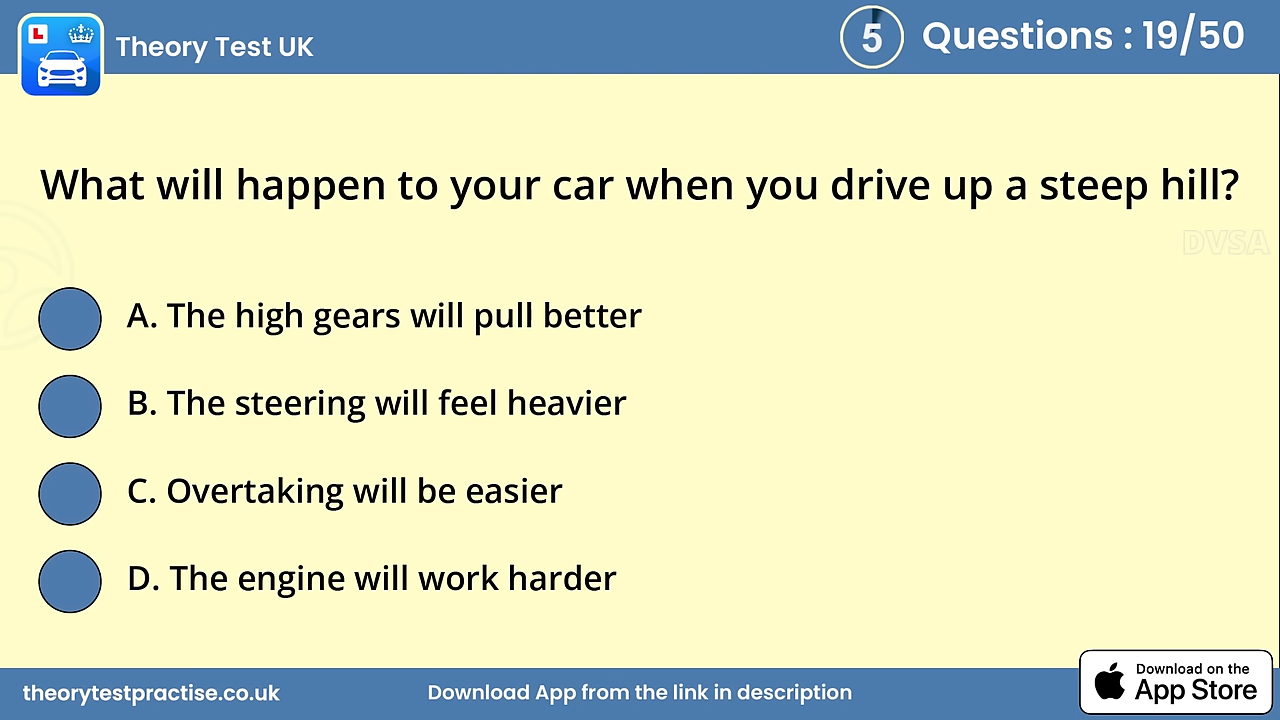 L
Theory Test UK
5
Questions : 19/50
What will happen to your car when you drive up a steep hill?
DVSA
A. The high gears will pull better
B. The steering will feel heavier
C. Overtaking will be easier
D. The engine will work harder
theorytestpractise.co.uk
Download App from the link in description
Download on the
App Store